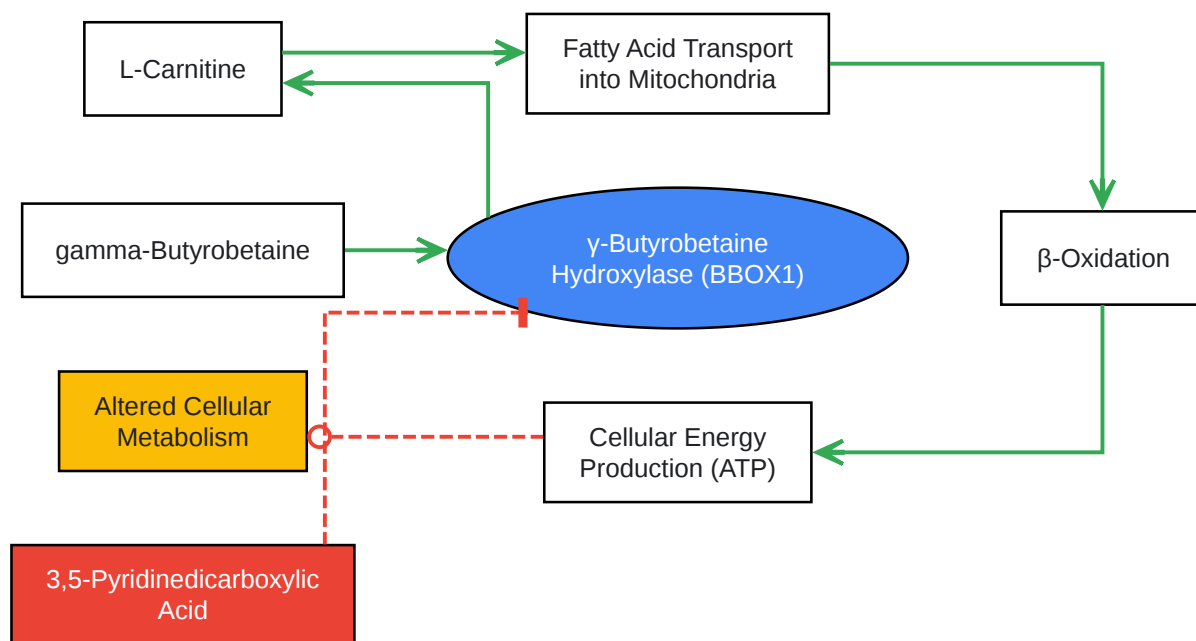 L-Carnitine
Fatty Acid Transport
into Mitochondria
gamma-Butyrobetaine
γ-Butyrobetaine
Hydroxylase (BBOX1)
β-Oxidation
Altered Cellular
Metabolism
Cellular Energy
Production (ATP)
3,5-Pyridinedicarboxylic
Acid